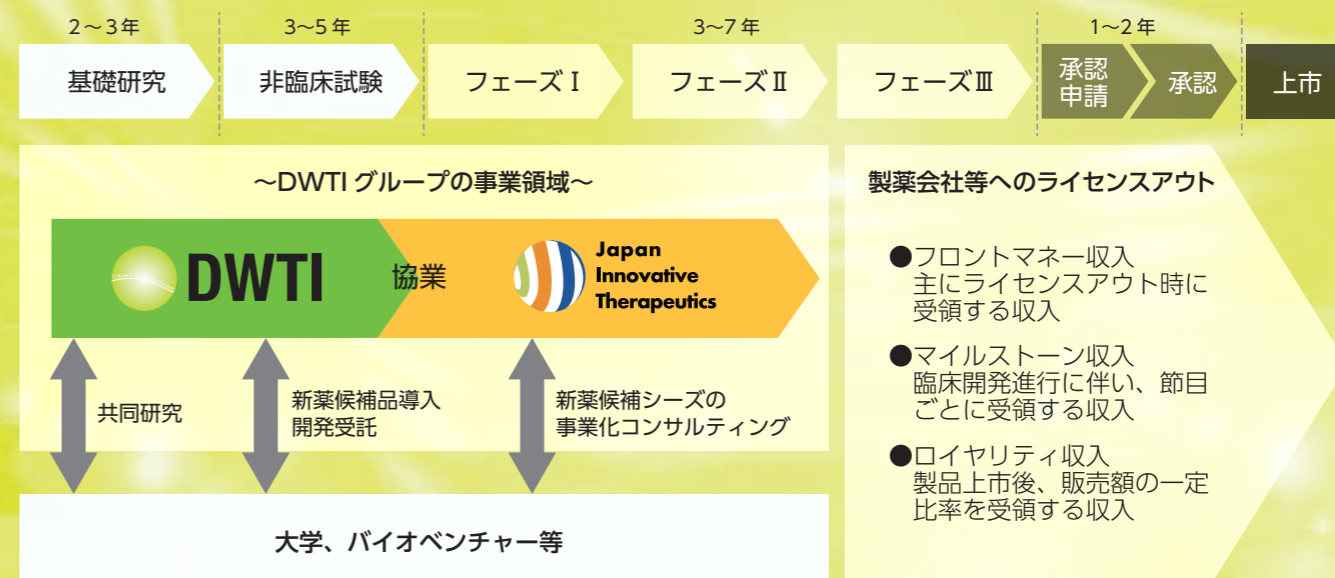 2～3年
3～5年
3～7年
1～2年
基礎研究
非臨床試験
フェーズⅠ
フェーズⅡ
フェーズⅢ
承認
申請
承認
上市
～DWTIグループの事業領域～
DWTI
協業
Japan
Innovative
Therapeutics
共同研究
新薬候補品導入
開発受託
新薬候補シーズの
事業化コンサルティング
大学、バイオベンチャー等
製薬会社等へのライセンスアウト
●フロントマネー収入
主にライセンスアウト時に
受領する収入
●マイルストーン収入
臨床開発進行に伴い、節目
ごとに受領する収入
●ロイヤリティ収入
製品上市後、販売額の一定
比率を受領する収入